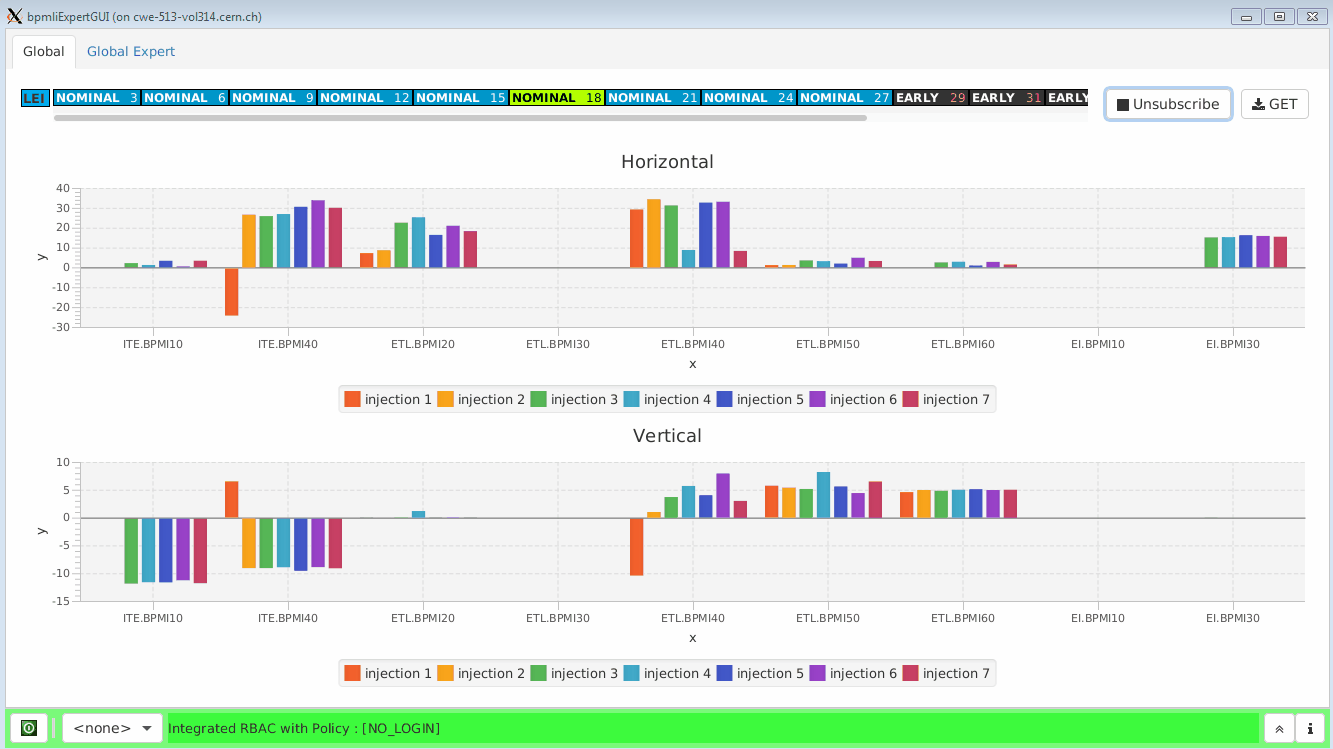 bpmliExpertGUI (on cwe-513-vol314.cern.ch)
Global Global Expert
LEI NOMINAL 3 NOMINAL 6 NOMINAL 9 NOMINAL 12 NOMINAL 15 NOMINAL 18 NOMINAL 21 NOMINAL 24 NOMINAL 27 EARLY 29 EARLY 31 EARLY Unsubscribe GET
Horizontal
40
30
20
10
0
-10
-20
-30
y
ITE.BPMI10 ITE.BPMI40 ETL.BPMI20 ETL.BPMI30 ETL.BPMI40 ETL.BPMI50 ETL.BPMI60 EI.BPMI10 EI.BPMI30
x
injection 1 injection 2 injection 3 injection 4 injection 5 injection 6 injection 7
Vertical
10
5
0
-5
-10
-15
y
ITE.BPMI10 ITE.BPMI40 ETL.BPMI20 ETL.BPMI30 ETL.BPMI40 ETL.BPMI50 ETL.BPMI60 EI.BPMI10 EI.BPMI30
x
injection 1 injection 2 injection 3 injection 4 injection 5 injection 6 injection 7
<none> Integrated RBAC with Policy : [NO_LOGIN]